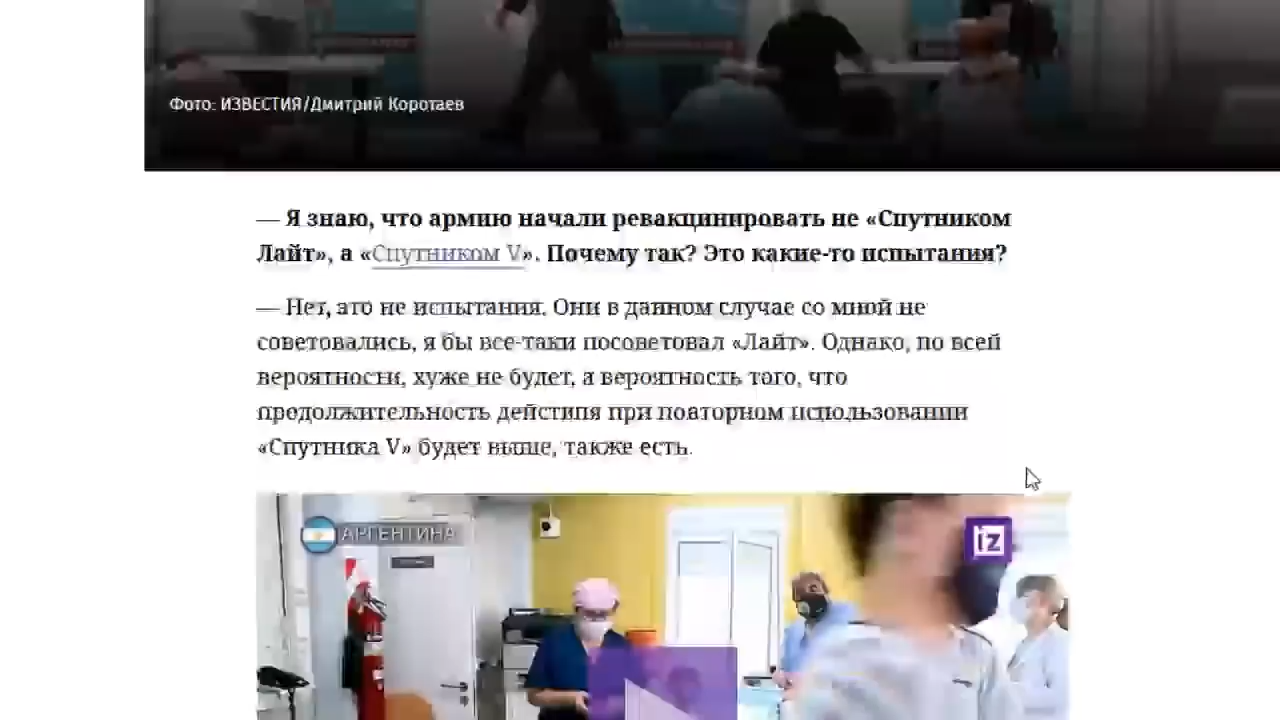 Фото: ИЗВЕСТИЯ/Дмитрий Коротаев
— Я знаю, что армию начали ревакцинировать не «Спутником
Лайт», а «Спутником V». Почему так? Это какие-то испытания?
— Нет, это не испытания. Они в данном случае со мной не
советовались, я бы все-таки посоветовал «Лайт». Однако, по всей
вероятности, хуже не будет, а вероятность того, что
продолжительность действия при повторном использовании
«Спутника V» будет выше, также есть.
АРГЕНТИНА
iz